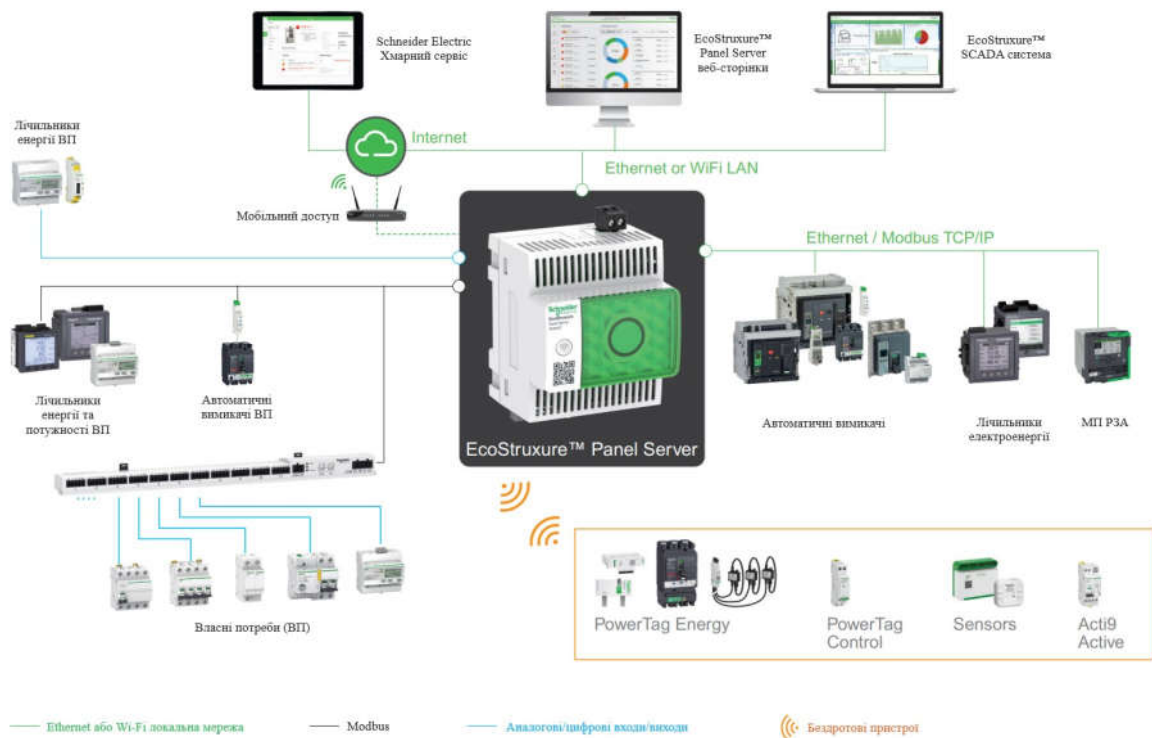 Schneider Electric
Хмарний сервіс
EcoStruxure™
Panel Server
веб-сторінки
EcoStruxure™
SCADA система
Лічильники
енергії ВП
Internet
Ethernet or WiFi LAN
Мобільний доступ
Ethernet / Modbus TCP/IP
Schneider
Лічильники
енергії та
потужності ВП
Автоматичні
вимикачі ВП
EcoStruxure™ Panel Server
Автоматичні вимикачі
Лічильники
електроенергії
МП РЗА
Власні потреби (ВП)
PowerTag Energy
PowerTag
Control
Sensors
Acti9
Active
Ethernet або Wi-Fi локальна мережа
Modbus
Аналогові/цифрові входи/виходи
Бездротові пристрої